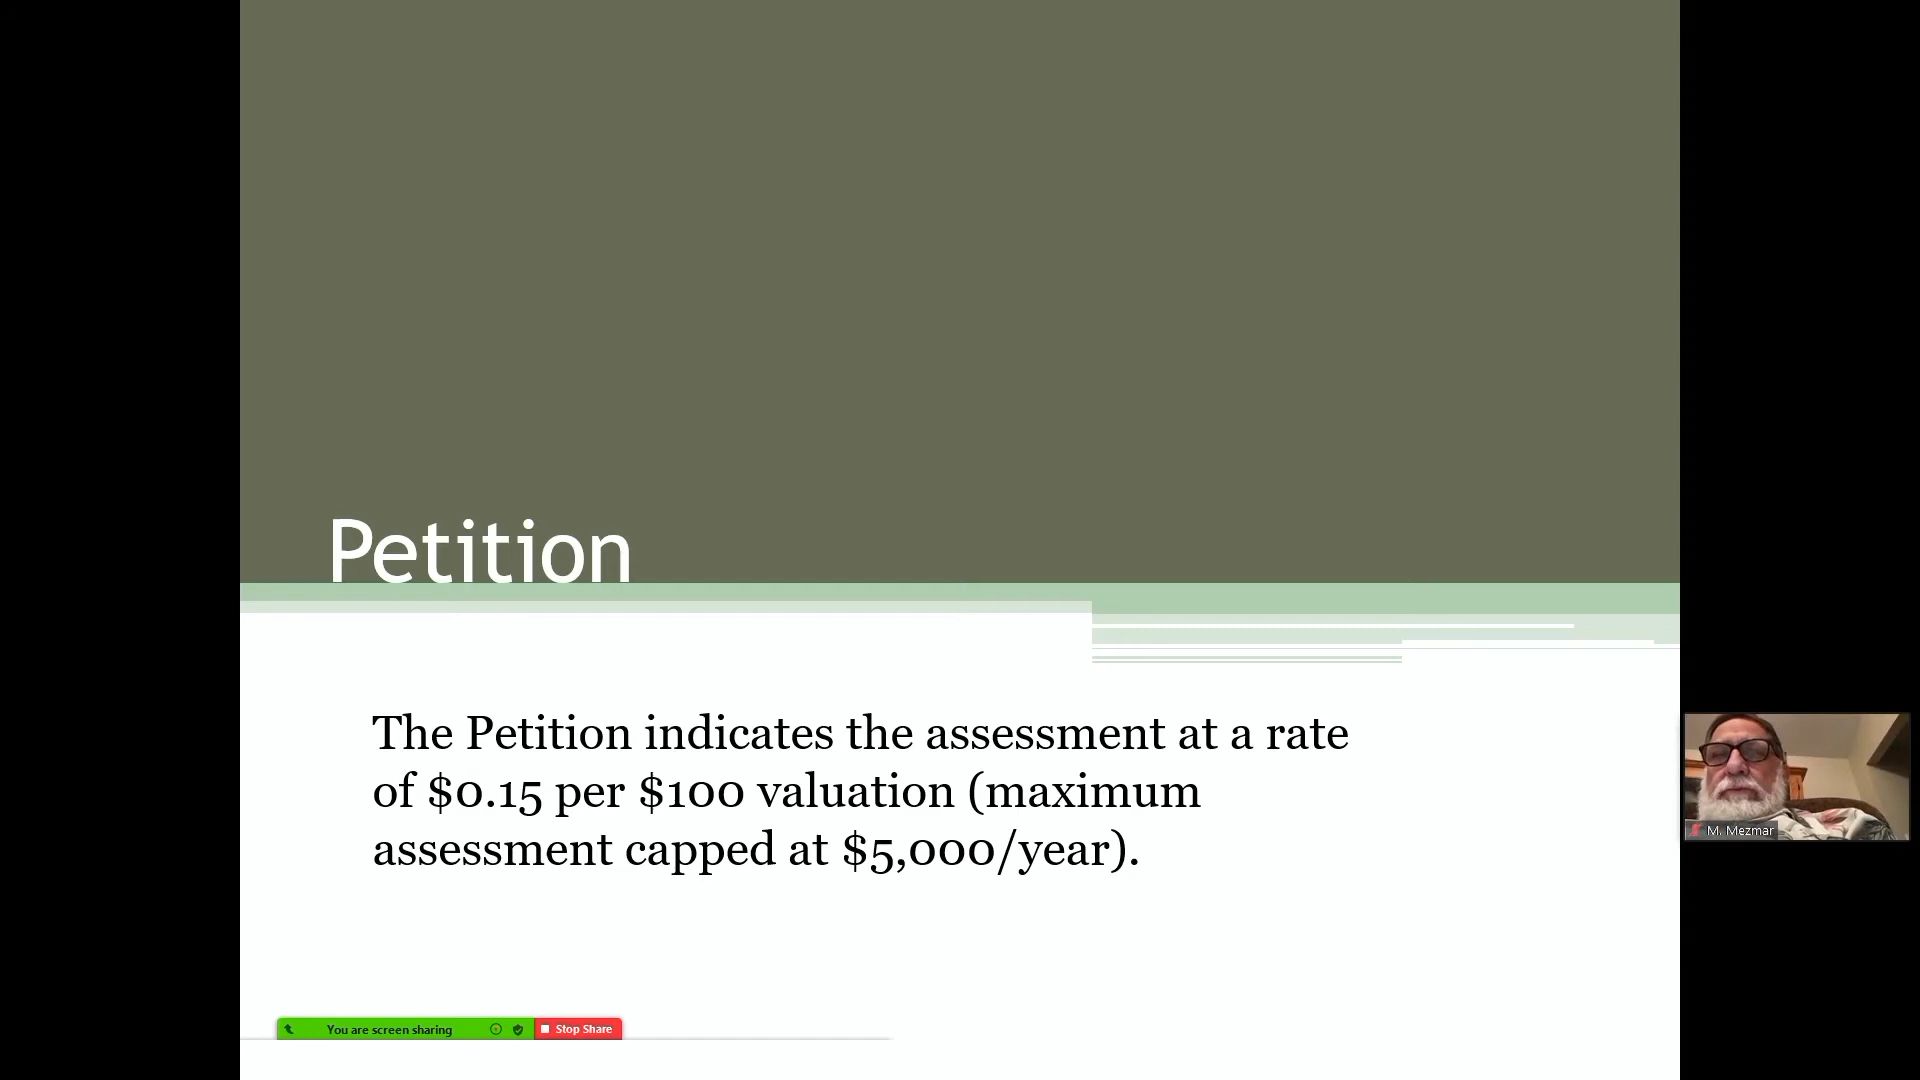 Petition
The Petition indicates the assessment at a rate
of $0.15 per $100 valuation (maximum
assessment capped at $5,000/year).
M. Mezmar
You are screen sharing
Stop Share